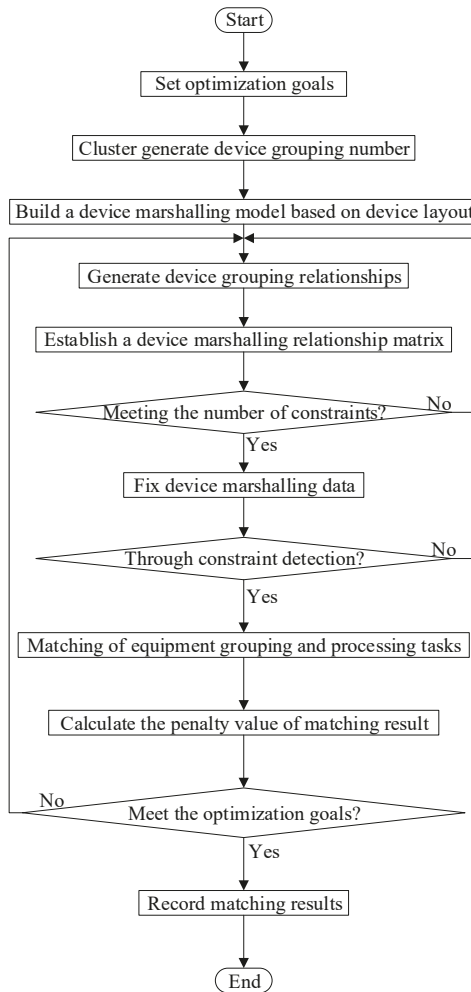 Start
Set optimization goals
Cluster generate device grouping number
Build a device marshalling model based on device layout
Generate device grouping relationships
Establish a device marshalling relationship matrix
Meeting the number of constraints?
No
Yes
Fix device marshalling data
Through constraint detection?
No
Yes
Matching of equipment grouping and processing tasks
Calculate the penalty value of matching result
No
Meet the optimization goals?
Yes
Record matching results
End